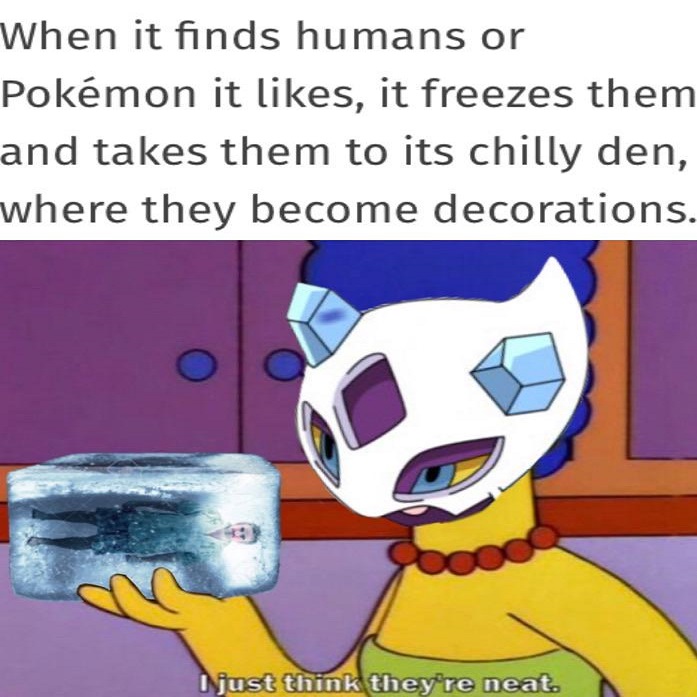 When it finds humans or
Pokémon it likes, it freezes them
and takes them to its chilly den,
where they become decorations.
I just think they're neat.